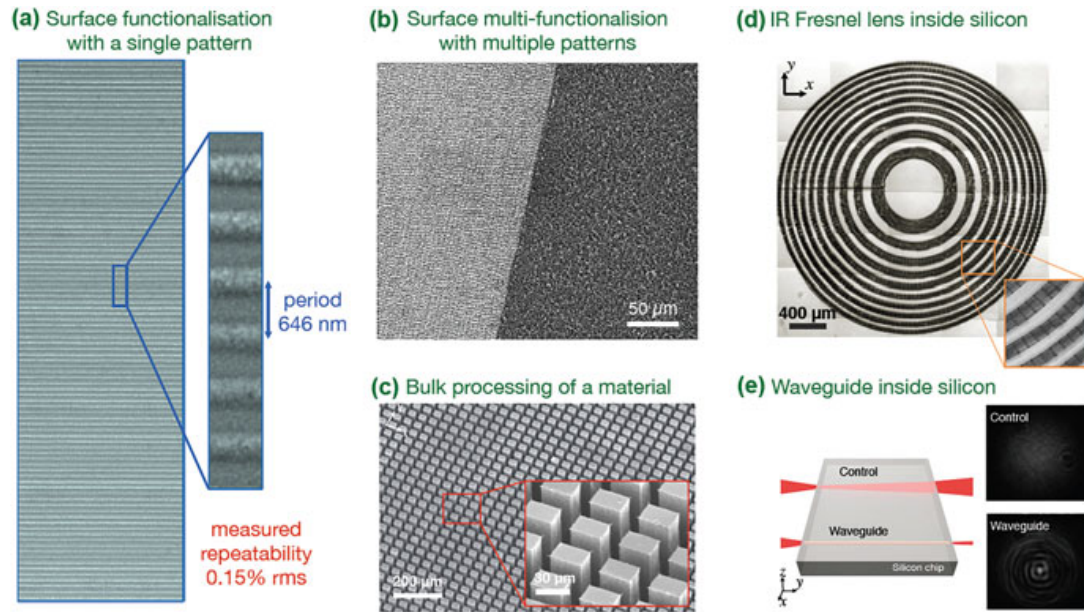 (a) Surface functionalisation
with a single pattern
period
646 nm
measured
repeatability
0.15% rms
(b) Surface multi-functionalision
with multiple patterns
50 µm
(c) Bulk processing of a material
200 µm
30 µm
(d) IR Fresnel lens inside silicon
y
x
400 µm
(e) Waveguide inside silicon
Control
Waveguide
Silicon chip
z
y
x
Control
Waveguide